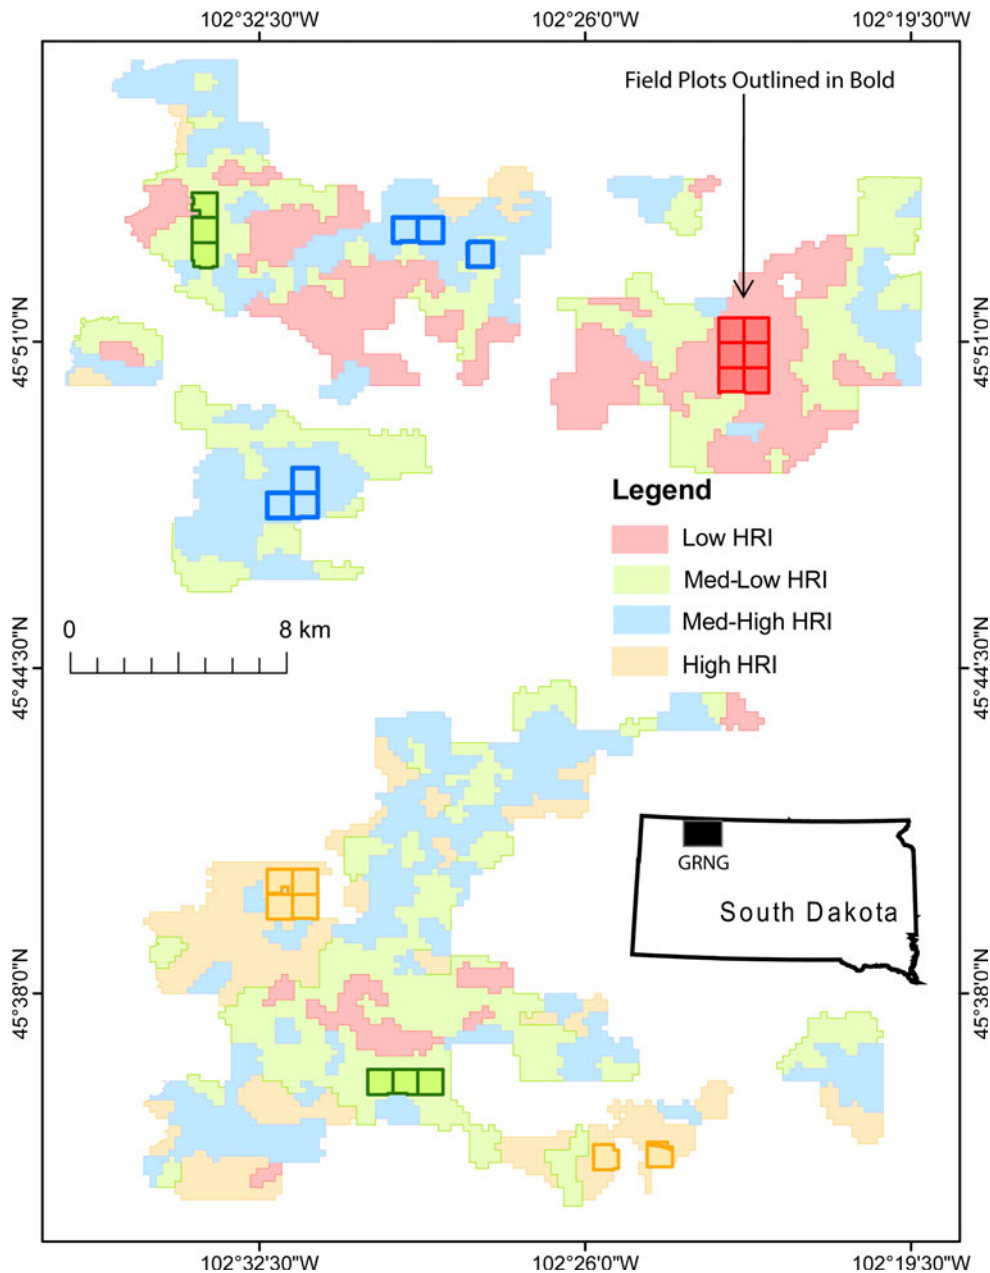 102°32'30"W 102°26'0"W 102°19'30"W
Field Plots Outlined in Bold
45°51'0"N 45°51'0"N
Legend
Low HRI
Med-Low HRI
Med-High HRI
High HRI
0 8 km
45°44'30"N 45°44'30"N
GRNG
South Dakota
45°38'0"N 45°38'0"N
102°32'30"W 102°26'0"W 102°19'30"W